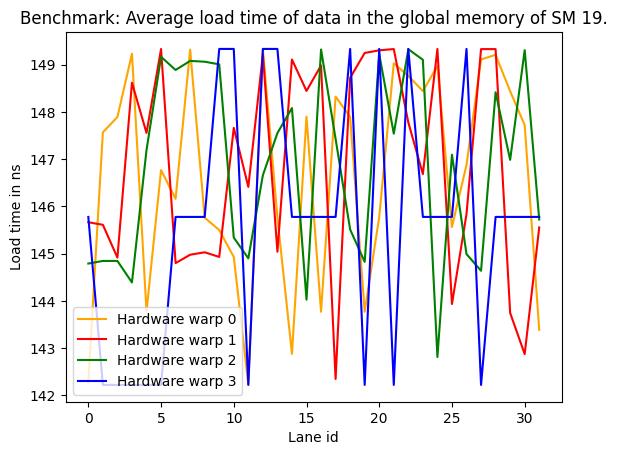 Benchmark: Average load time of data in the global memory of SM 19.
Load time in ns
149
148
147
146
145
144
143
142
Hardware warp 0
Hardware warp 1
Hardware warp 2
Hardware warp 3
0 5 10 15 20 25 30
Lane id